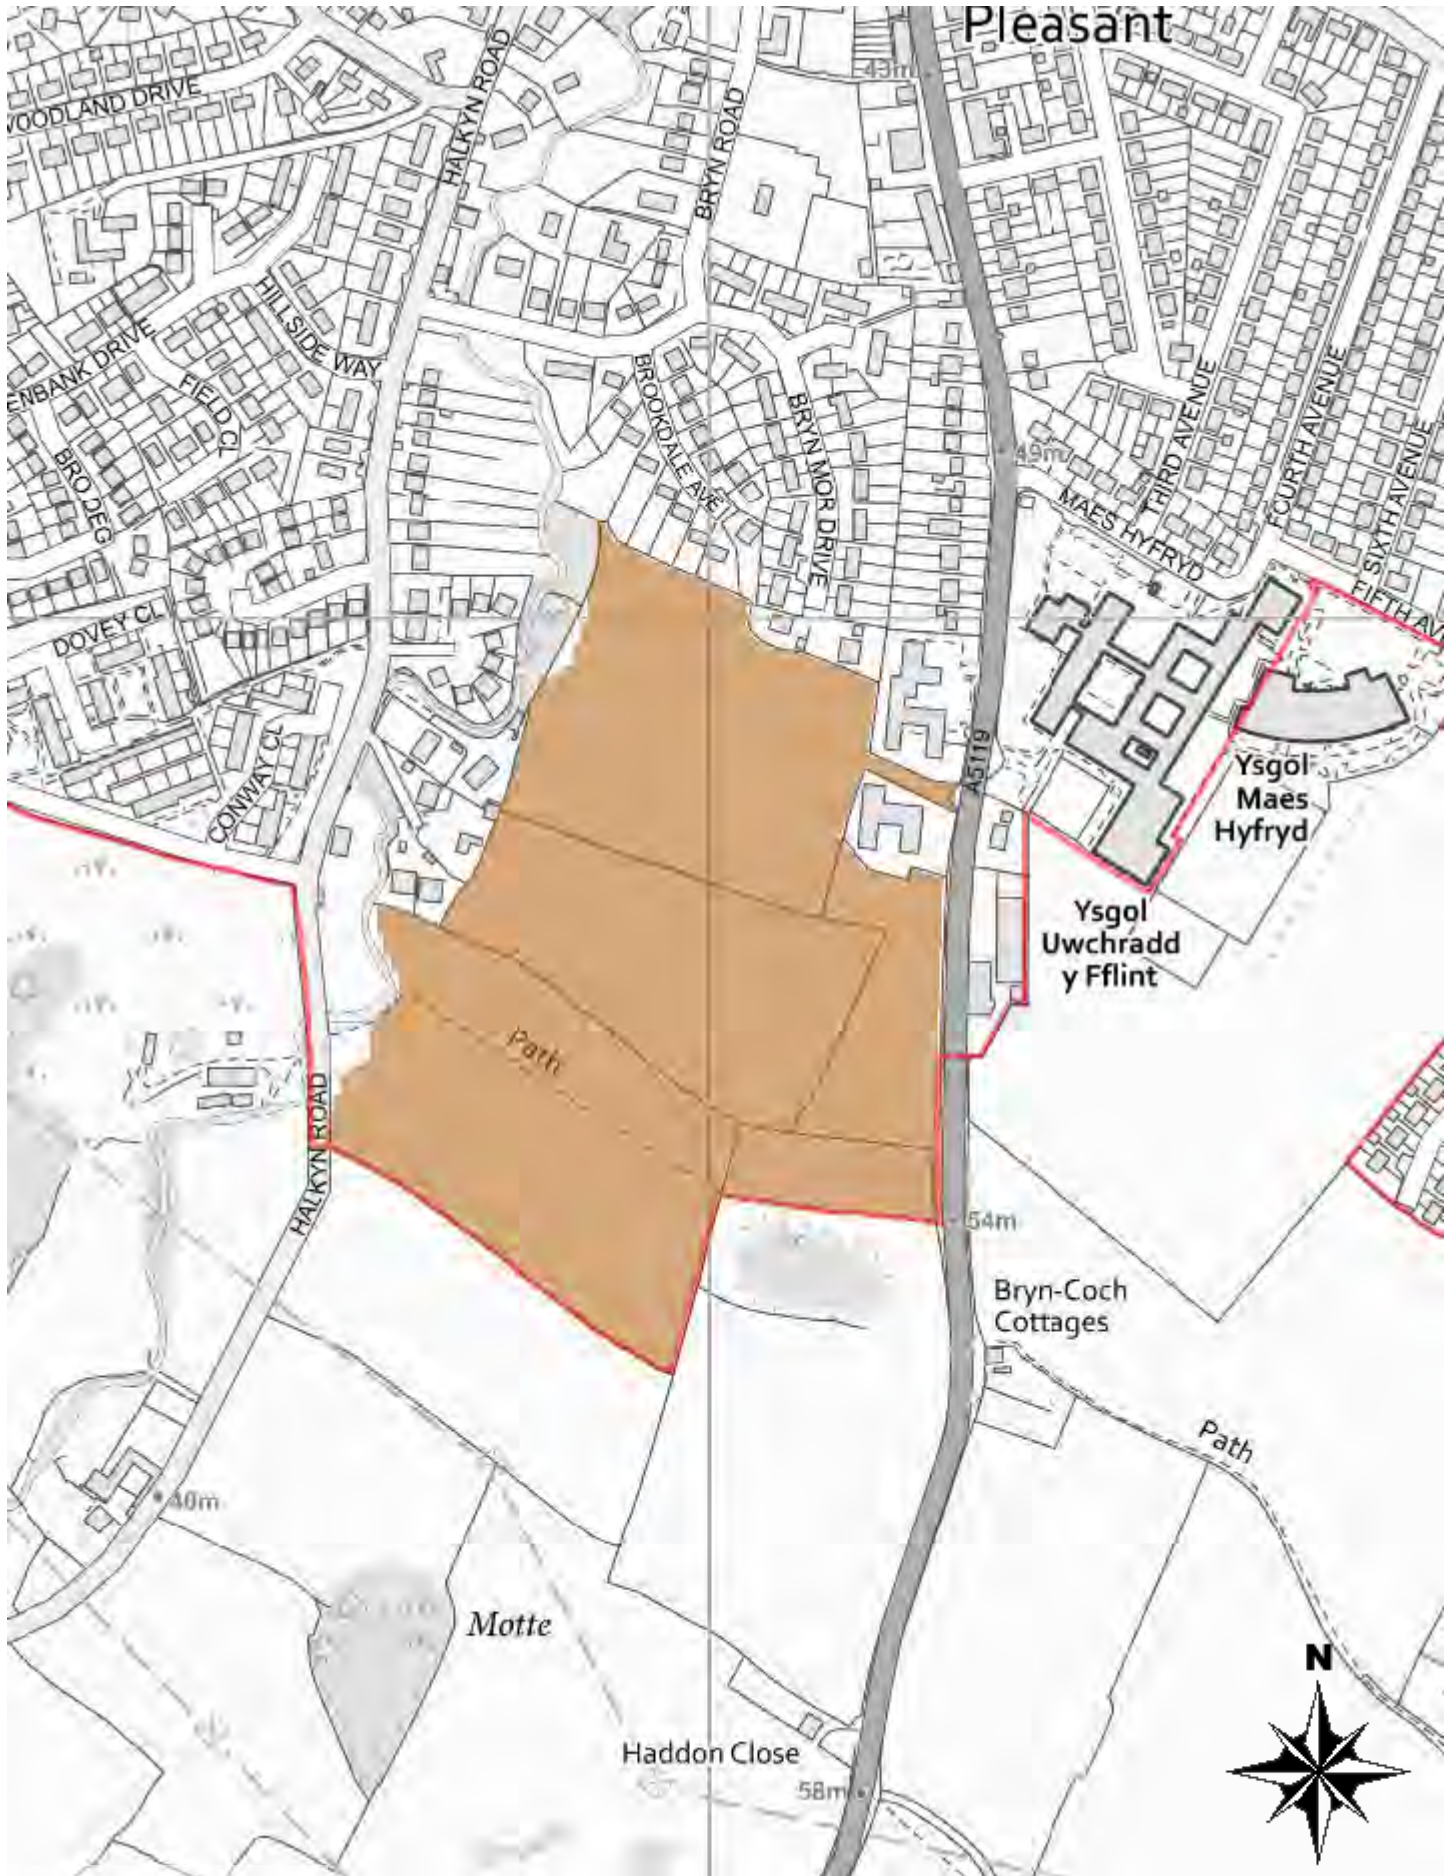 Pleasant
43m
WOODLAND DRIVE
HALKYN ROAD
BRYN ROAD
HILLSIDE WAY
ENBANK DRIVE
FIELD CL
BRO DEG
BROOKDALE AVE
BRYN MOR DRIVE
49m
MAES HYFRYD
THIRD AVENUE
FOURTH AVENUE
SIXTH AVENUE
FIFTH AV
DOVEY CL
CONWAY CL
A5119
Ysgol
Maes
Hyfryd
Ysgol
Uwchradd
y Fflint
Path
HALKYN ROAD
54m
Bryn-Coch
Cottages
Path
40m
Motte
Haddon Close
58m
N